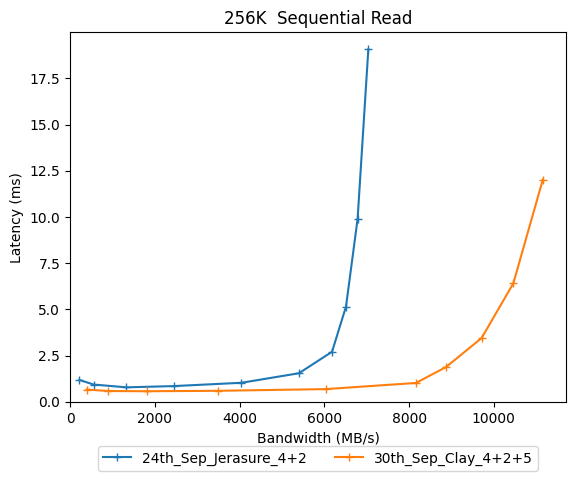 256K  Sequential Read
Latency (ms)
17.5
15.0
12.5
10.0
7.5
5.0
2.5
0.0
0 2000 4000 6000 8000 10000
Bandwidth (MB/s)
24th_Sep_Jerasure_4+2 30th_Sep_Clay_4+2+5